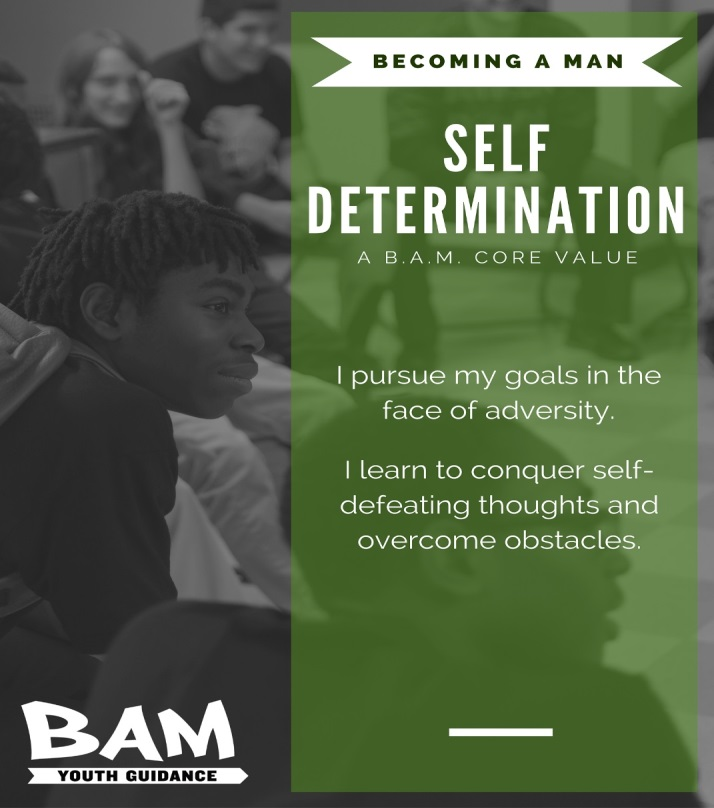 BECOMING A MAN
SELF
DETERMINATION
A B.A.M. CORE VALUE
I pursue my goals in the
face of adversity.
I learn to conquer self-
defeating thoughts and
overcome obstacles.
BAM
YOUTH GUIDANCE